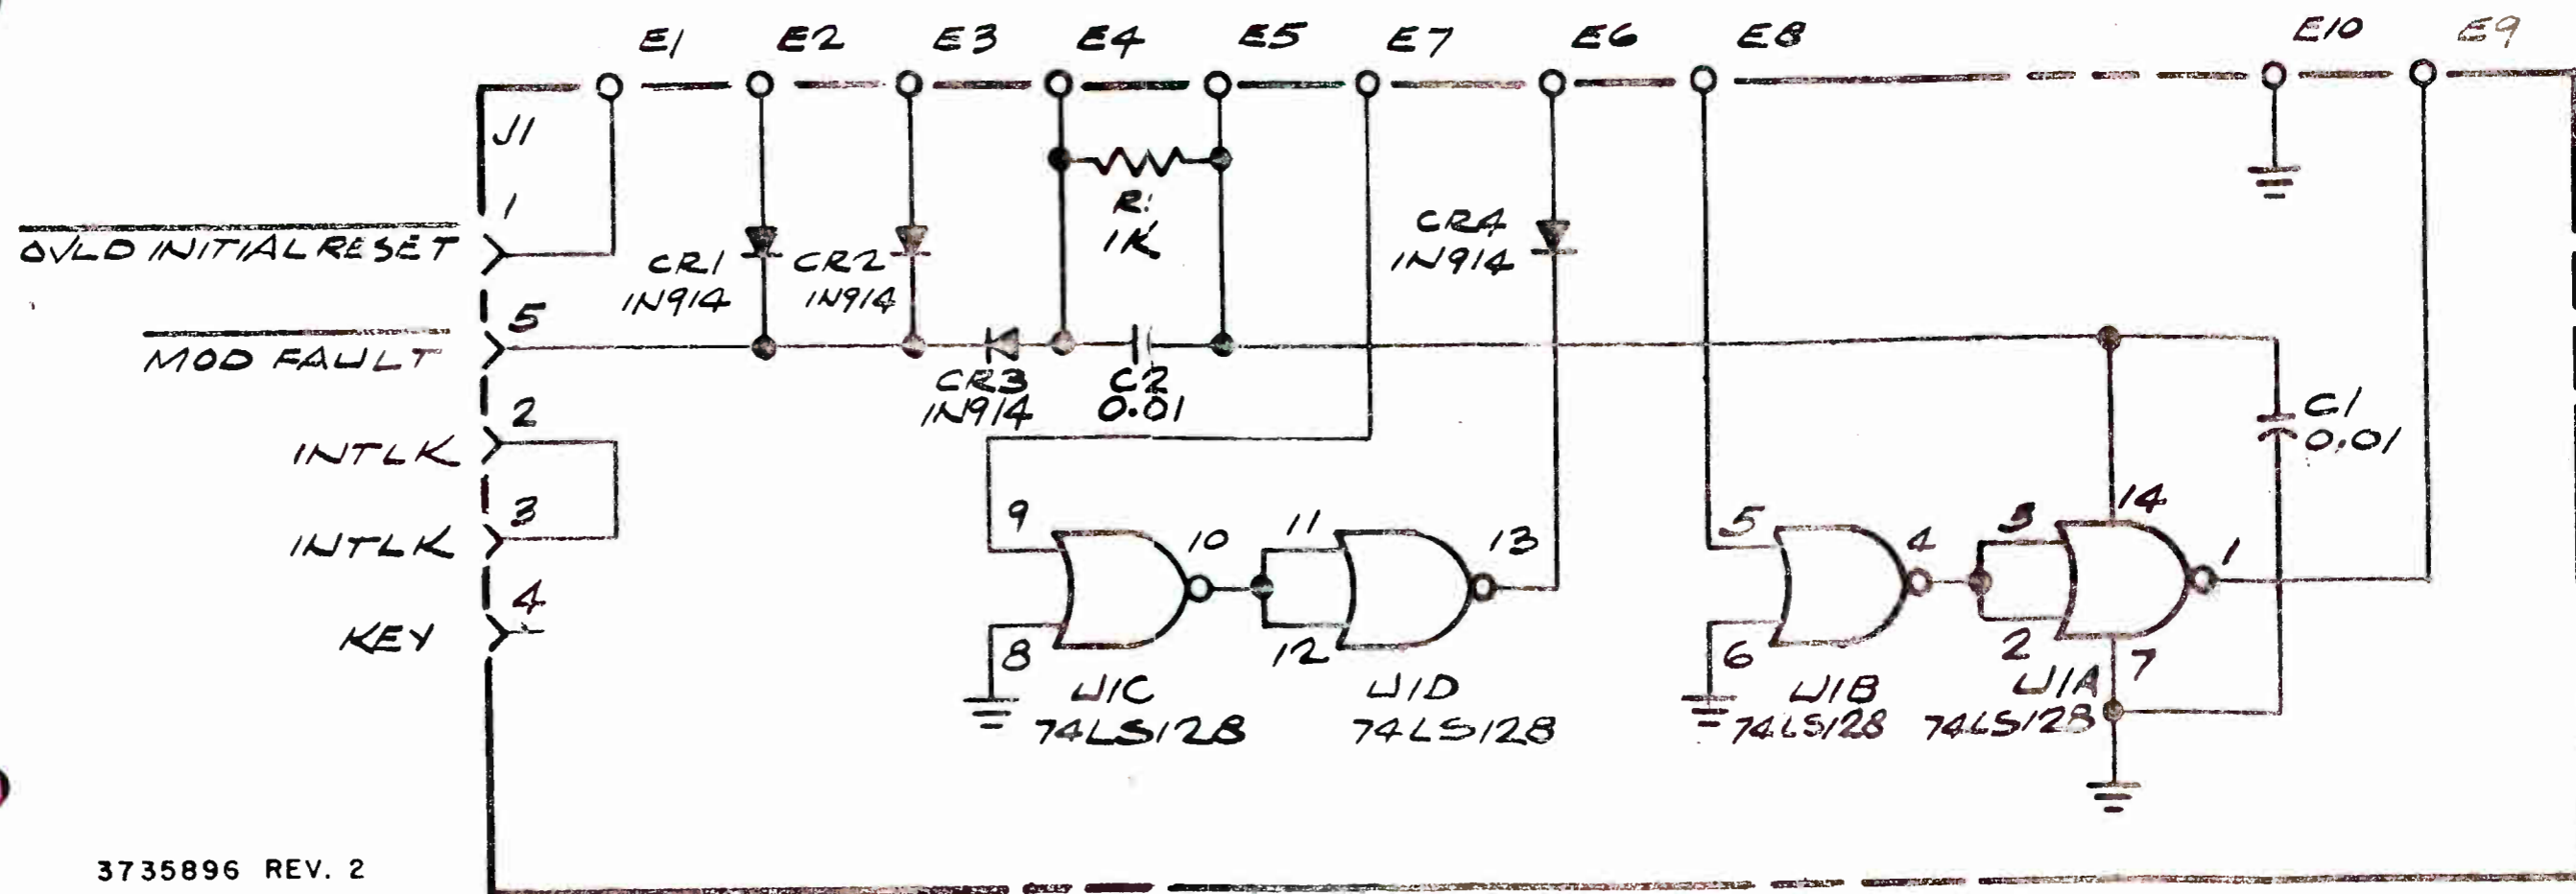 E1 E2 E3 E4 E5 E7 E6 E8 E10 E9
J1
1
OVLD INITIAL RESET
R1
1K
CR1
1N914
CR2
1N914
CR4
1N914
5
MOD FAULT
CR3
1N914
C2
0.01
C1
0.01
2
INTLK
3
INTLK
4
KEY
9
8
10
11
12
13
5
6
4
3
2
14
1
7
U1C
74LS128
U1D
74LS128
U1B
74LS128
U1A
74LS128
3735896 REV. 2